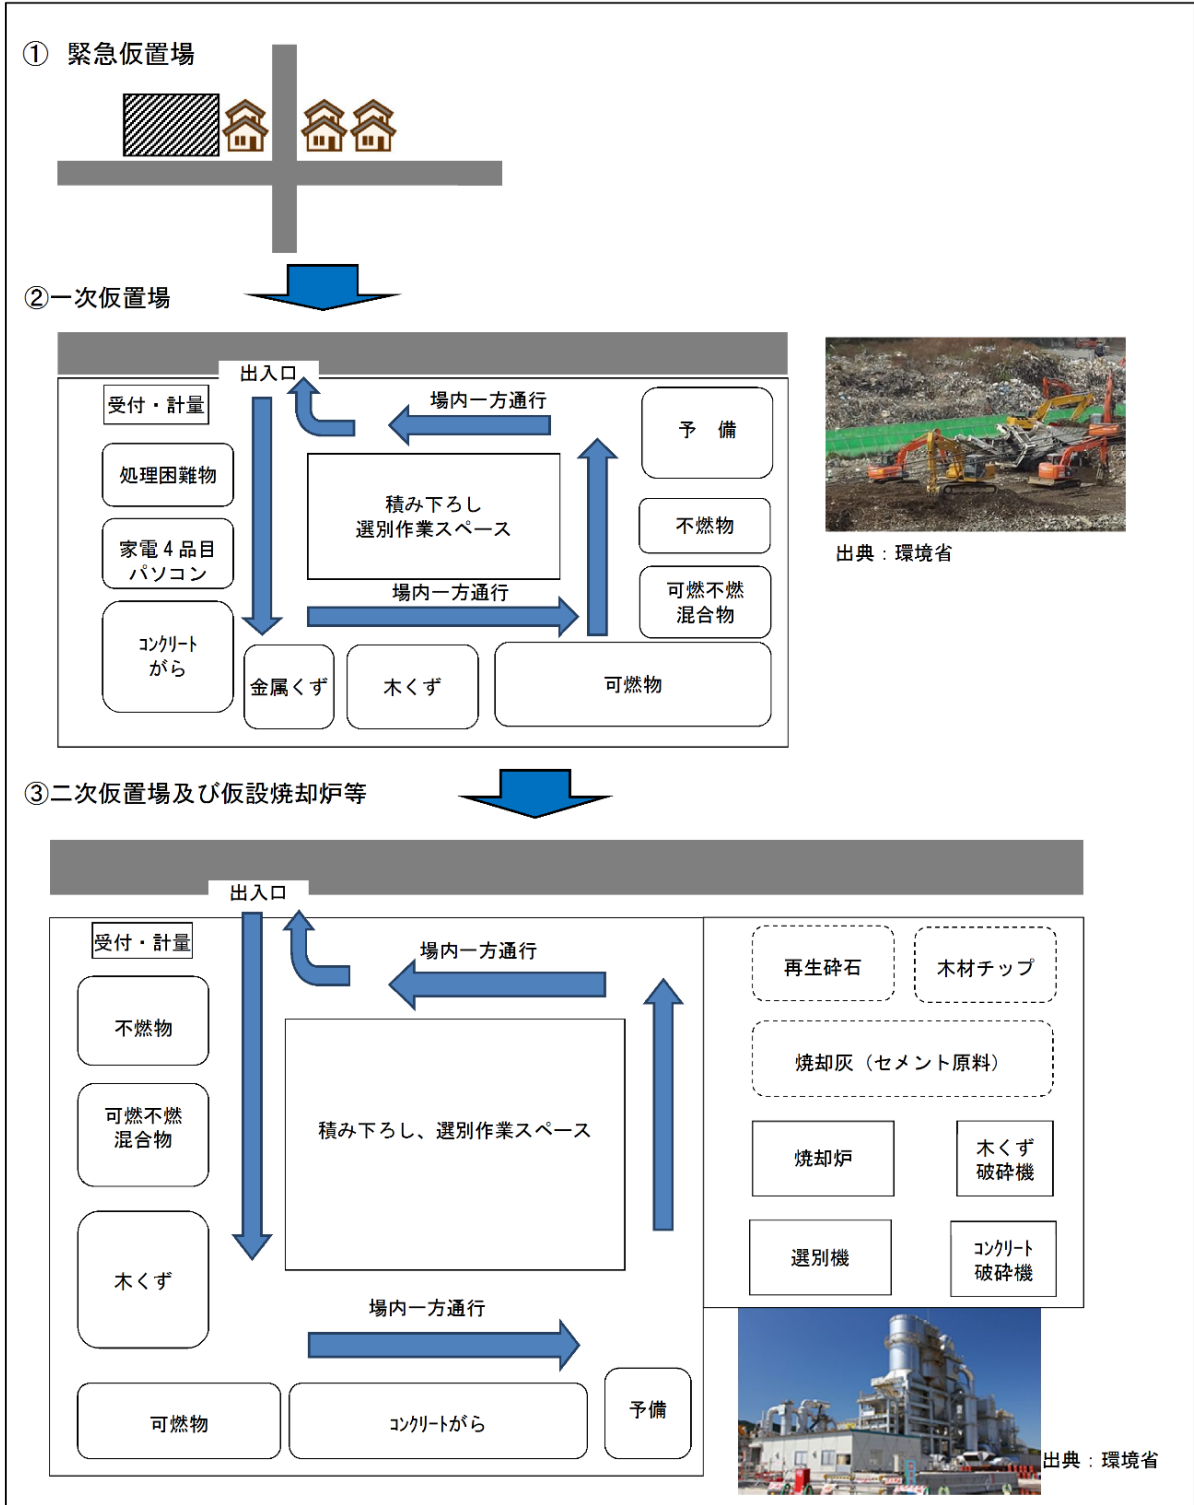 ① 緊急仮置場
②一次仮置場
出入口
受付・計量
場内一方通行
予 備
処理困難物
積み下ろし
選別作業スペース
不燃物
家電4品目
パソコン
場内一方通行
可燃不燃
混合物
コンクリート
がら
金属くず
木くず
可燃物
出典：環境省
③二次仮置場及び仮設焼却炉等
出入口
受付・計量
場内一方通行
不燃物
可燃不燃
混合物
積み下ろし、選別作業スペース
木くず
場内一方通行
可燃物
コンクリートがら
予備
再生砕石
木材チップ
焼却灰（セメント原料）
焼却炉
木くず
破砕機
選別機
コンクリート
破砕機
出典：環境省